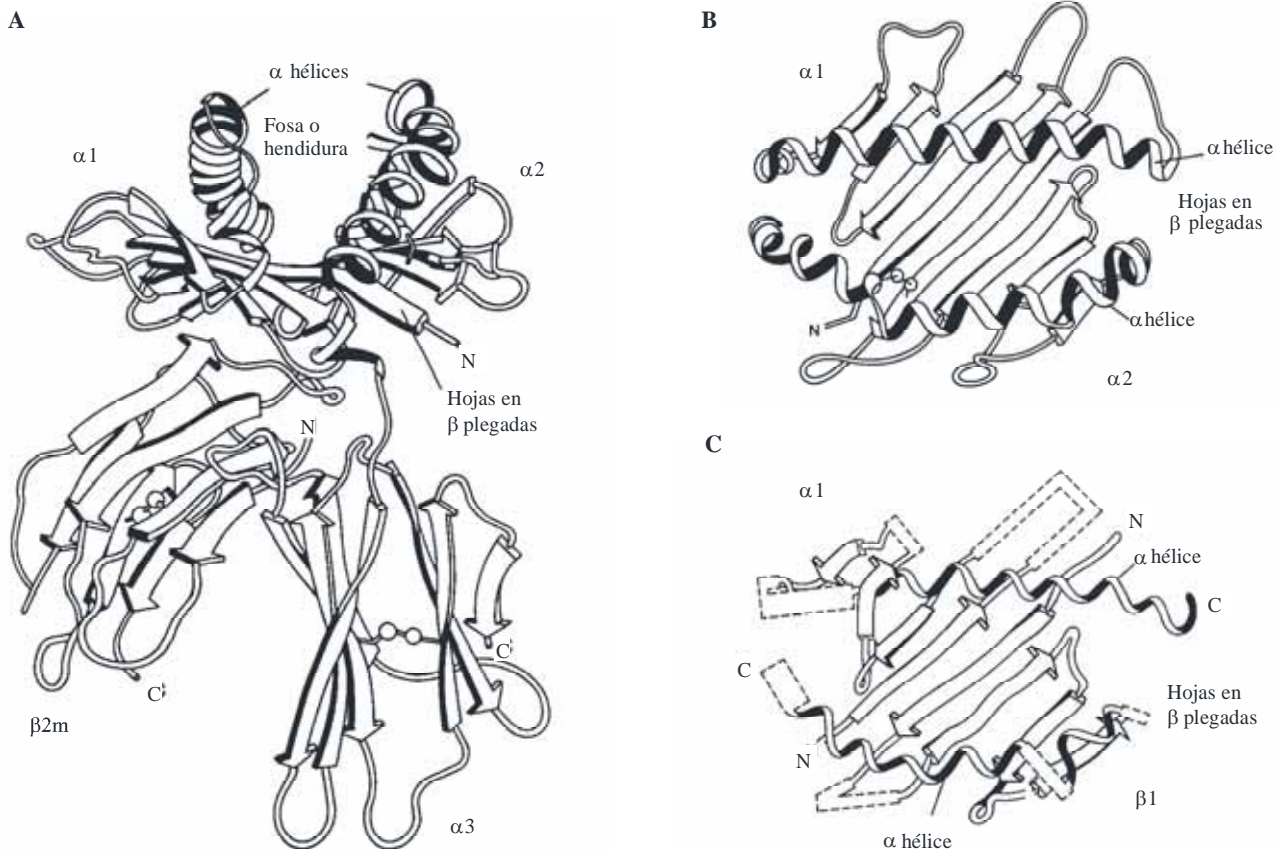 A
α hélices
Fosa o
hendidura
α1
α2
N
Hojas en
β plegadas
N
C
C
β2m
α3
B
α1
α hélice
Hojas en
β plegadas
α hélice
N
α2
C
α1
N
α hélice
C
C
Hojas en
β plegadas
N
β1
α hélice